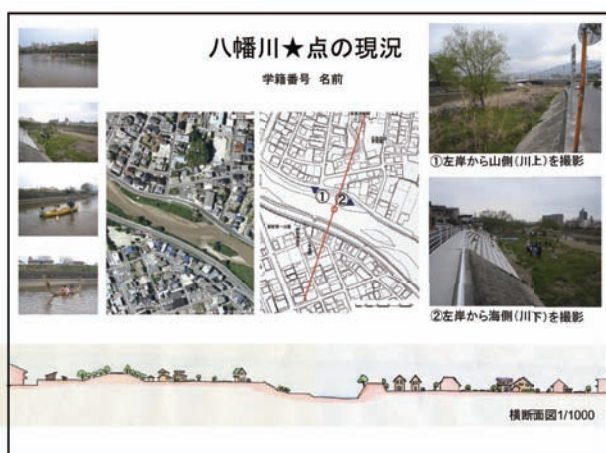 八幡川★点の現況
学籍番号 名前
①左岸から山側(川上)を撮影
① ②
②左岸から海側(川下)を撮影
横断面図1/1000